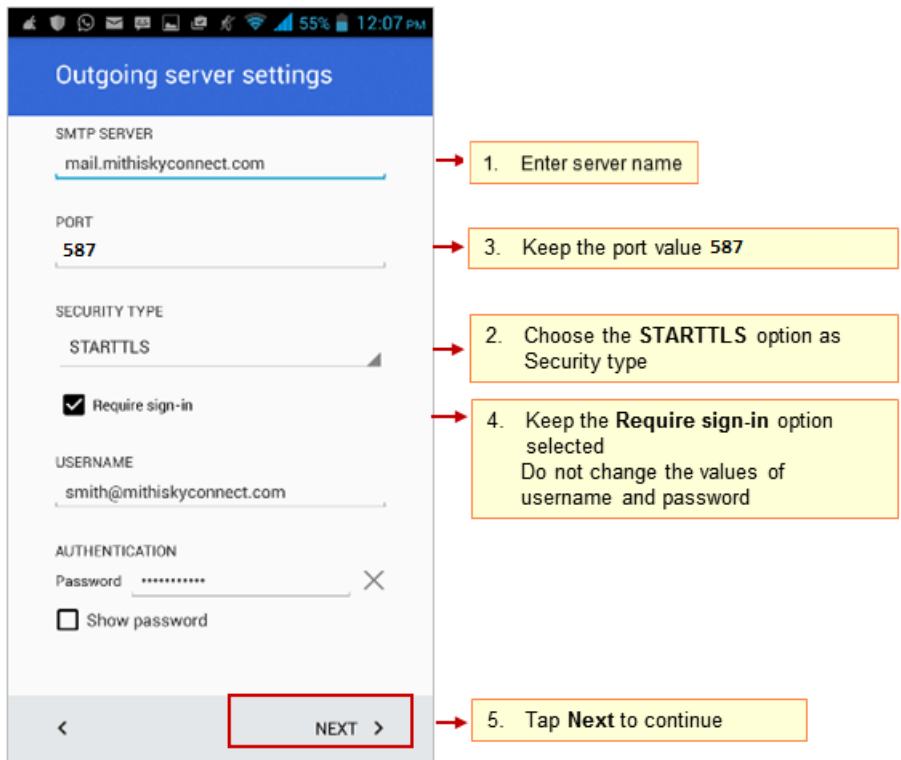 55% 12:07 PM
Outgoing server settings
SMTP SERVER
mail.mithiskyconnect.com
1. Enter server name
PORT
587
3. Keep the port value 587
SECURITY TYPE
STARTTLS
2. Choose the STARTTLS option as
Security type
Require sign-in
4. Keep the Require sign-in option
selected
Do not change the values of
username and password
USERNAME
smith@mithiskyconnect.com
AUTHENTICATION
Password •••••••••••
Show password
NEXT
5. Tap Next to continue